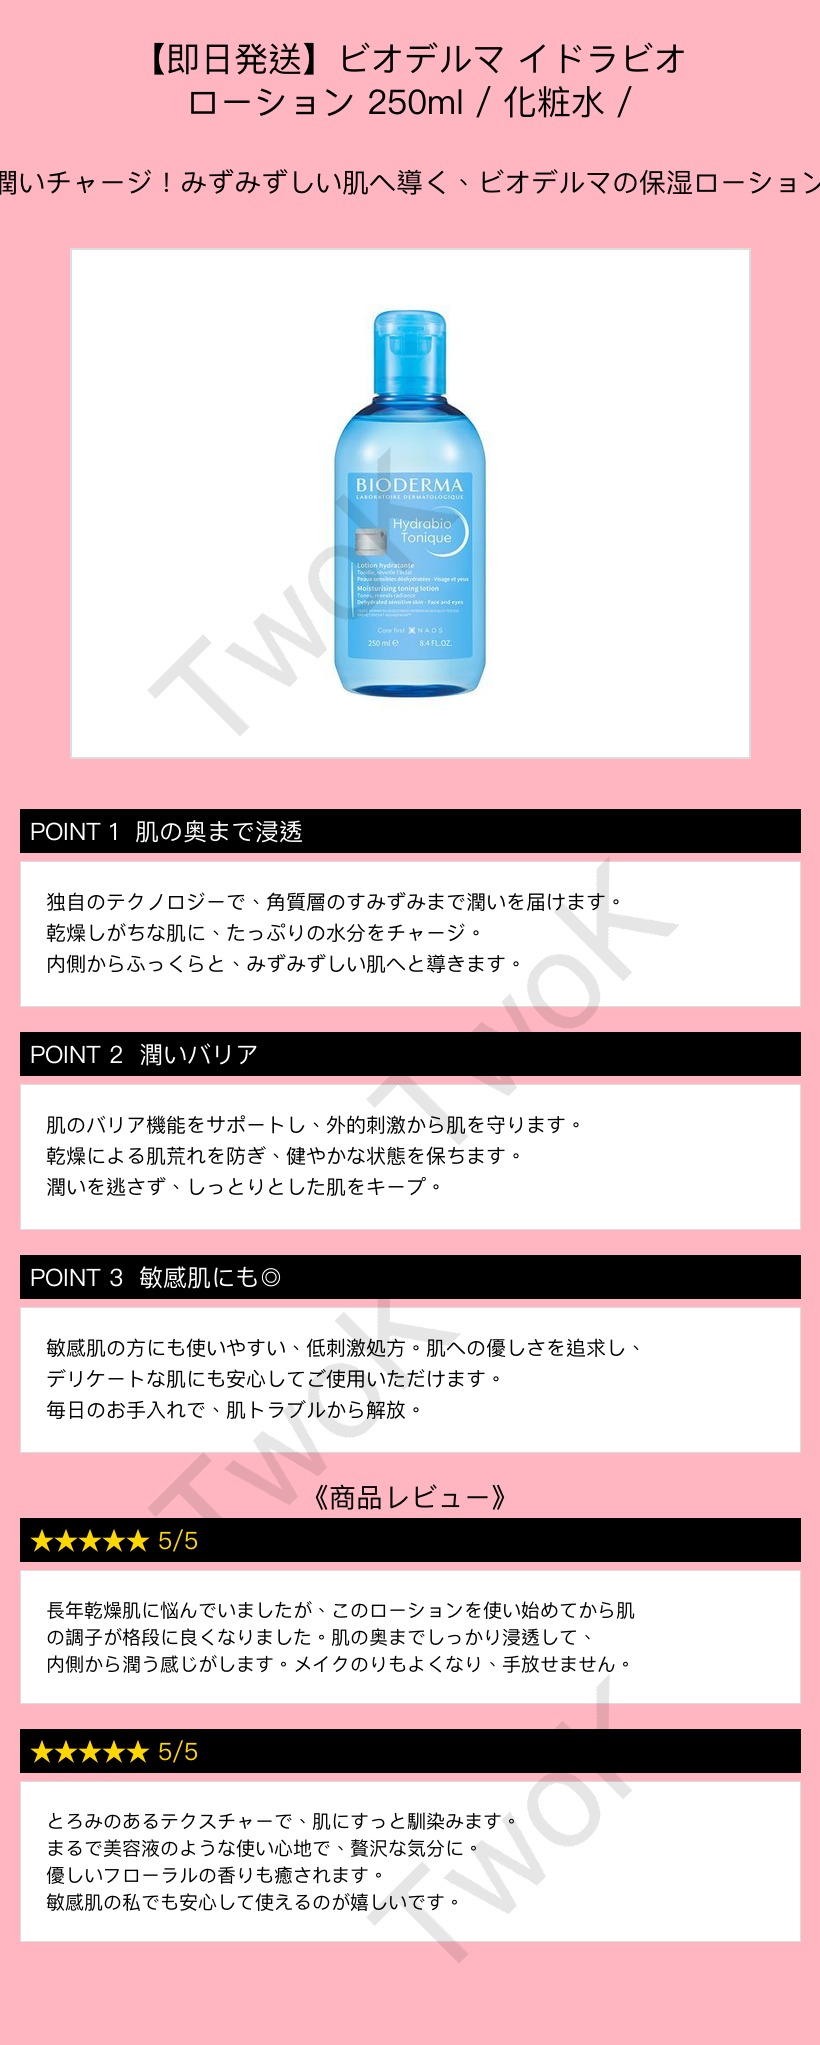 【即日発送】ビオデルマ イドラビオ
ローション 250ml / 化粧水 /
潤いチャージ！みずみずしい肌へ導く、ビオデルマの保湿ローション
BIODERMA
LABORATOIRE DERMATOLOGIQUE
Hydrabio
Tonique
Lotion hydratante
Tonifie, réveille l'éclat
Peaux sensibles déshydratées - Visage et yeux
Moisturising toning lotion
Tones, mends radiance
Dehydrated sensitive skin - Face and eyes
Care first NAOS
250 ml ℮ 8.4 FL.OZ.
TwoK
POINT 1 肌の奥まで浸透
独自のテクノロジーで、角質層のすみずみまで潤いを届けます。
乾燥しがちな肌に、たっぷりの水分をチャージ。
内側からふっくらと、みずみずしい肌へと導きます。
TwoK
POINT 2 潤いバリア
肌のバリア機能をサポートし、外的刺激から肌を守ります。
乾燥による肌荒れを防ぎ、健やかな状態を保ちます。
潤いを逃さず、しっとりとした肌をキープ。
POINT 3 敏感肌にも◎
敏感肌の方にも使いやすい、低刺激処方。肌への優しさを追求し、
デリケートな肌にも安心してご使用いただけます。
毎日のお手入れで、肌トラブルから解放。
TwoK
《商品レビュー》
★★★★★ 5/5
長年乾燥肌に悩んでいましたが、このローションを使い始めてから肌
の調子が格段に良くなりました。肌の奥までしっかり浸透して、
内側から潤う感じがします。メイクのりもよくなり、手放せません。
★★★★★ 5/5
とろみのあるテクスチャーで、肌にすっと馴染みます。
まるで美容液のような使い心地で、贅沢な気分に。
優しいフローラルの香りも癒されます。
敏感肌の私でも安心して使えるのが嬉しいです。
TwoK